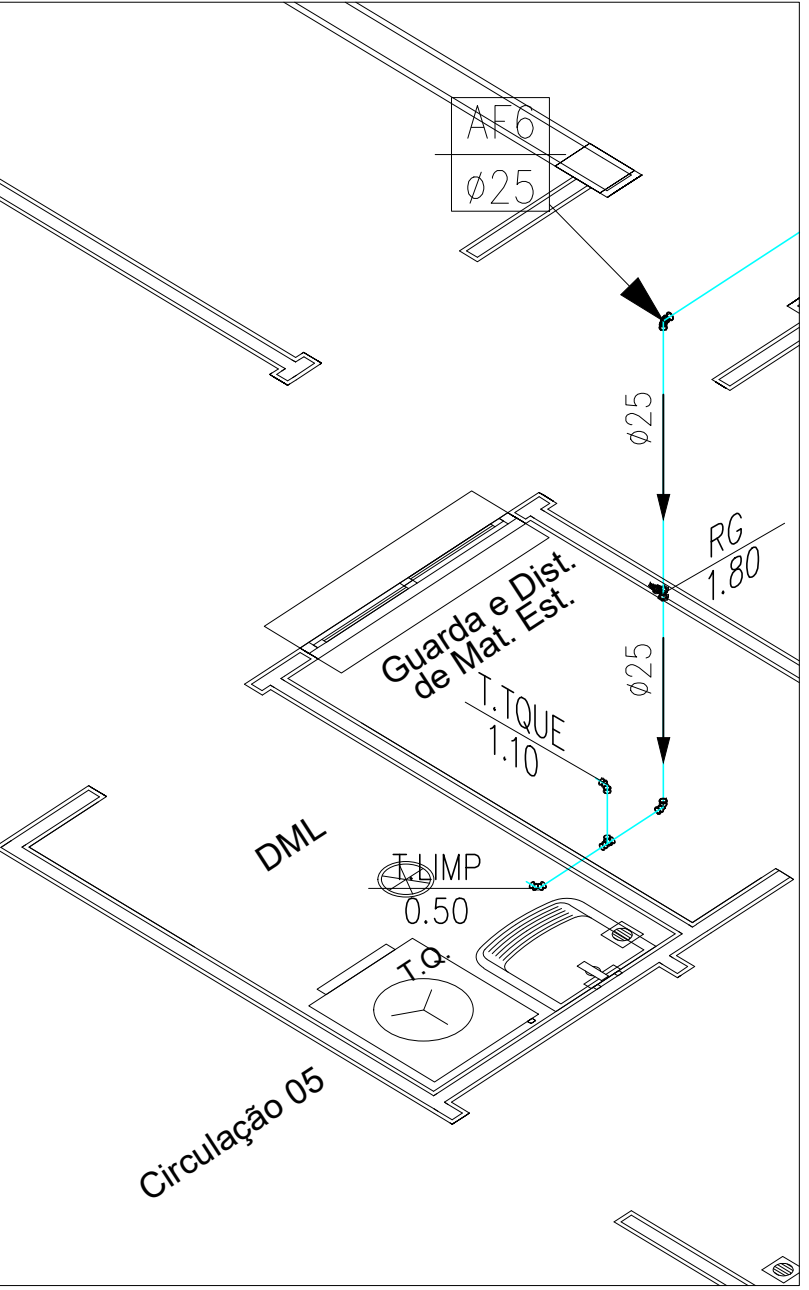 AF6
ø25
ø25
RG
1.80
Guarda e Dist.
de Mat. Est.
ø25
T.TQUE
1.10
DML
T.LIMP
0.50
T.Q.
Circulação 05